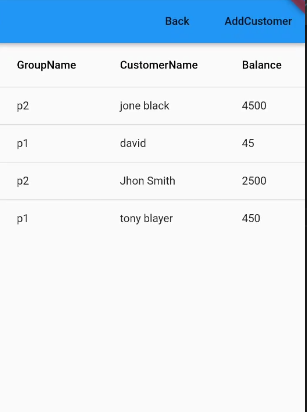 Back AddCustomer
GroupName CustomerName Balance
p2 jone black 4500
p1 david 45
p2 Jhon Smith 2500
p1 tony blayer 450